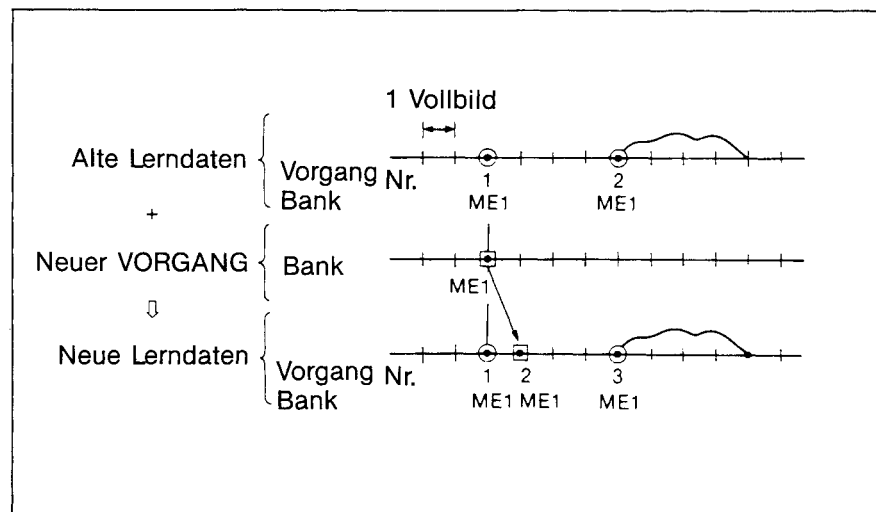 1 Vollbild
Alte Lerndaten
Vorgang Nr. 1 2
Bank ME1 ME1
+
Neuer VORGANG Bank
ME1
⇩
Neue Lerndaten
Vorgang Nr. 1 2 3
Bank ME1 ME1 ME1